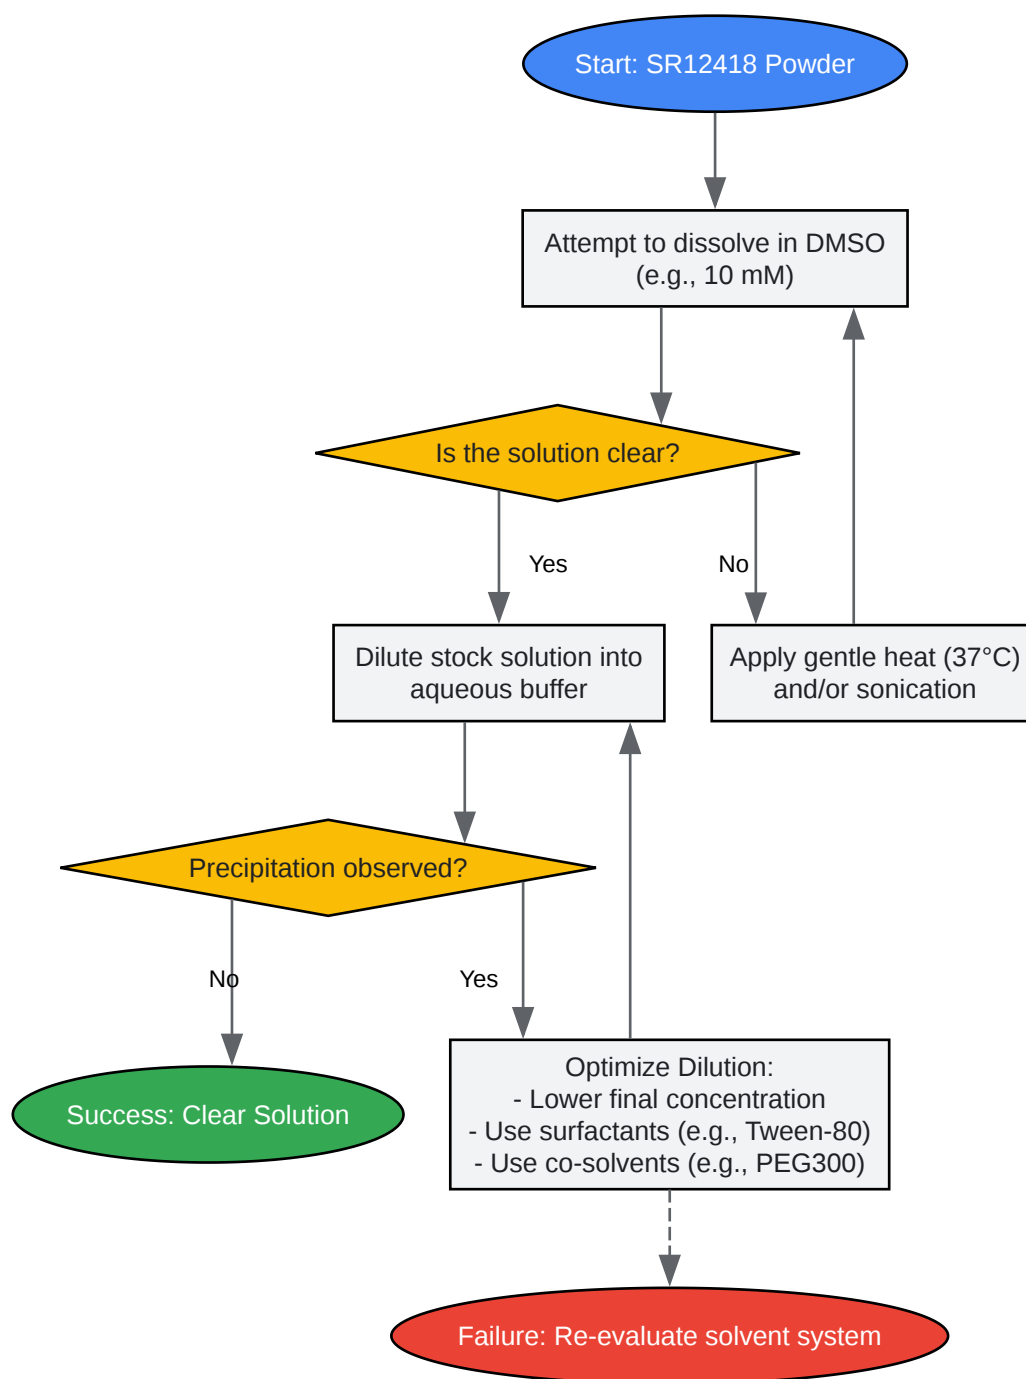 Start: SR12418 Powder
Attempt to dissolve in DMSO
(e.g., 10 mM)
Is the solution clear?
Yes
No
Dilute stock solution into
aqueous buffer
Apply gentle heat (37°C)
and/or sonication
Precipitation observed?
No
Yes
Success: Clear Solution
Optimize Dilution:
- Lower final concentration
- Use surfactants (e.g., Tween-80)
- Use co-solvents (e.g., PEG300)
Failure: Re-evaluate solvent system